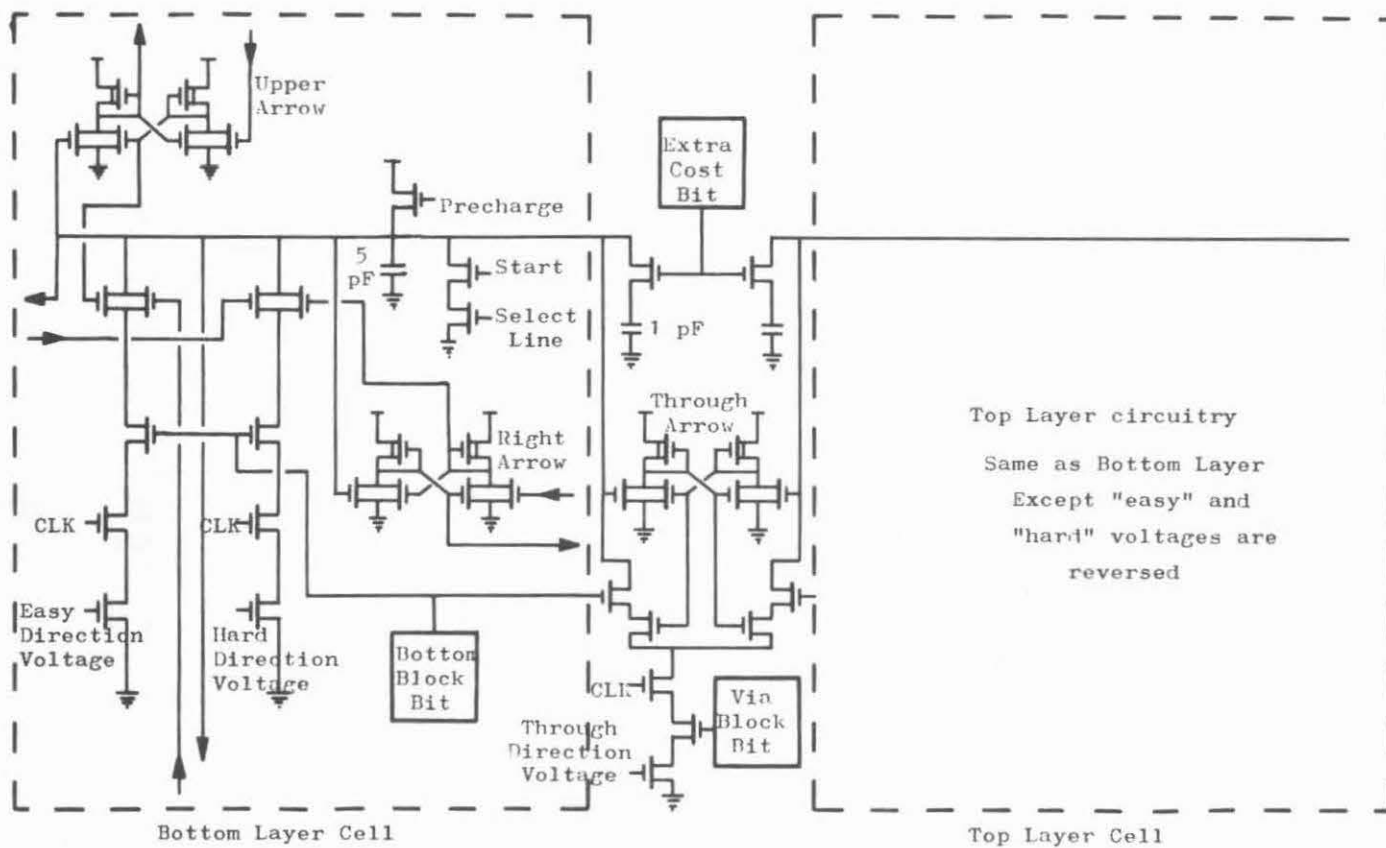 Upper
Arrow
Extra
Cost
Bit
Precharge
5
pF
Start
Select
Line
1 pF
Through
Arrow
Right
Arrow
Top Layer circuitry
Same as Bottom Layer
Except "easy" and
"hard" voltages are
reversed
CLK
CLK
Easy
Direction
Voltage
Hard
Direction
Voltage
Bottom
Block
Bit
CLK
Via
Block
Bit
Through
Direction
Voltage
Bottom Layer Cell
Top Layer Cell